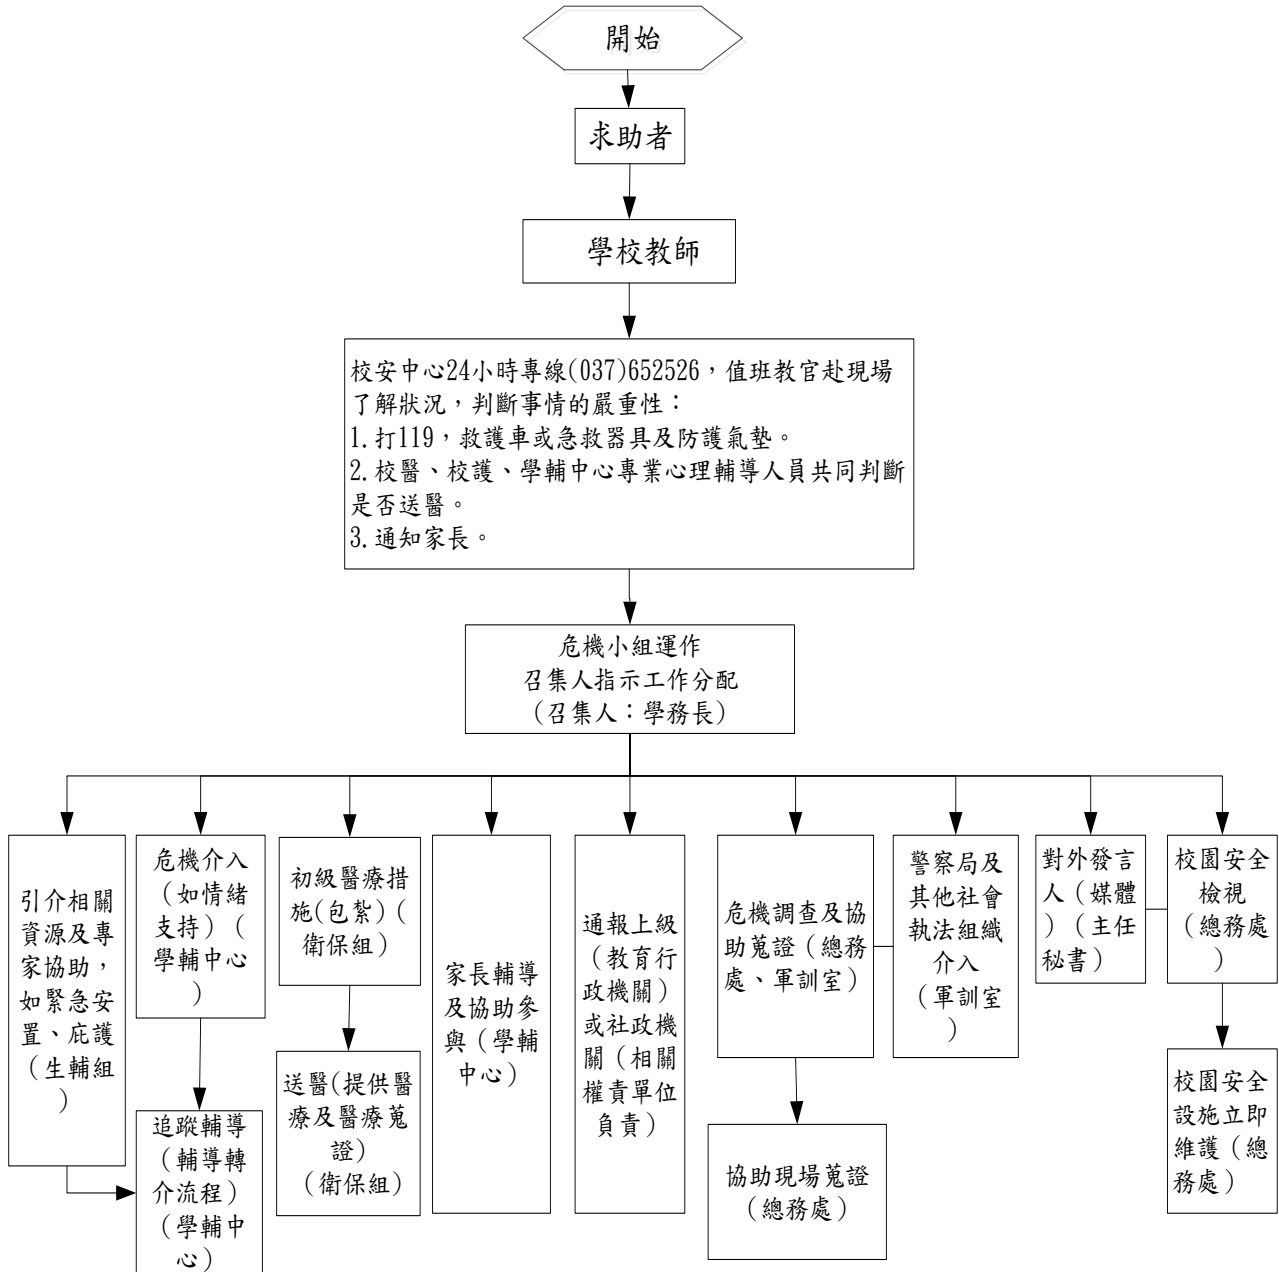 開始
求助者
學校教師
校安中心24小時專線(037)652526，值班教官赴現場
了解狀況，判斷事情的嚴重性：
1.打119，救護車或急救器具及防護氣墊。
2.校醫、校護、學輔中心專業心理輔導人員共同判斷
是否送醫。
3.通知家長。
危機小組運作
召集人指示工作分配
(召集人：學務長)
引介相關
資源及專
家協助，
如緊急安
置、庇護
（生輔組
）
危機介入
（如情緒
支持）（
學輔中心
）
初級醫療措
施(包紮)（
衛保組）
家長輔導
及協助參
與（學輔
中心）
通報上級
（教育行
政機關）
或社政機
關（相關
權責單位
負責）
危機調查及協
助蒐證（總務
處、軍訓室）
警察局及
其他社會
執法組織
介入
（軍訓室
）
對外發言
人（媒體
）（主任
秘書）
校園安全
檢視
（總務處
）
追蹤輔導
（輔導轉
介流程）
（學輔中
心）
送醫(提供醫
療及醫療蒐
證)
（衛保組）
協助現場蒐證
（總務處）
校園安全
設施立即
維護（總
務處）